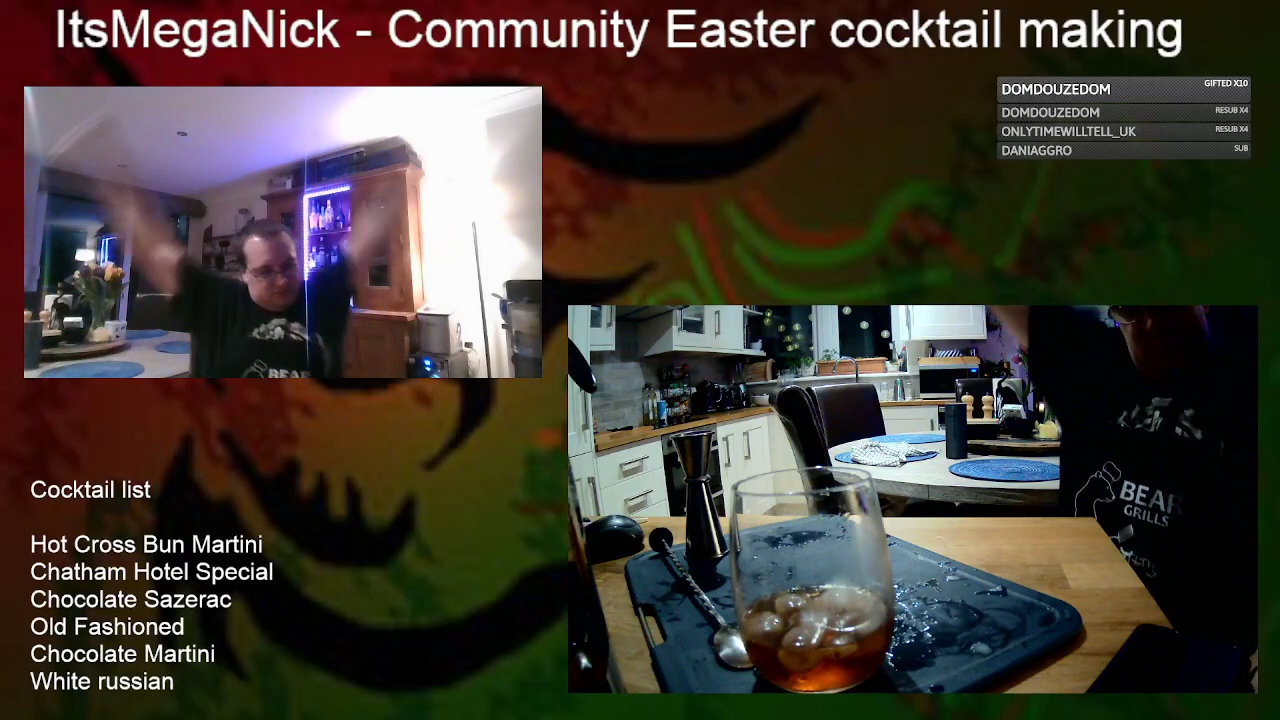 ItsMegaNick - Community Easter cocktail making
DOMDOUZEDOM GIFTED X10
DOMDOUZEDOM RESUB X4
ONLYTIMEWILLTELL_UK RESUB X4
DANIAGGRO SUB
BEAR
BEAR
GRILLS
Cocktail list
Hot Cross Bun Martini
Chatham Hotel Special
Chocolate Sazerac
Old Fashioned
Chocolate Martini
White russian